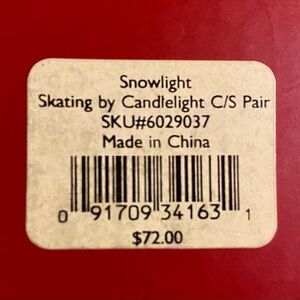 Snowlight
Skating by Candlelight C/S Pair
SKU#6029037
Made in China
0 91709 34163 1
$72.00